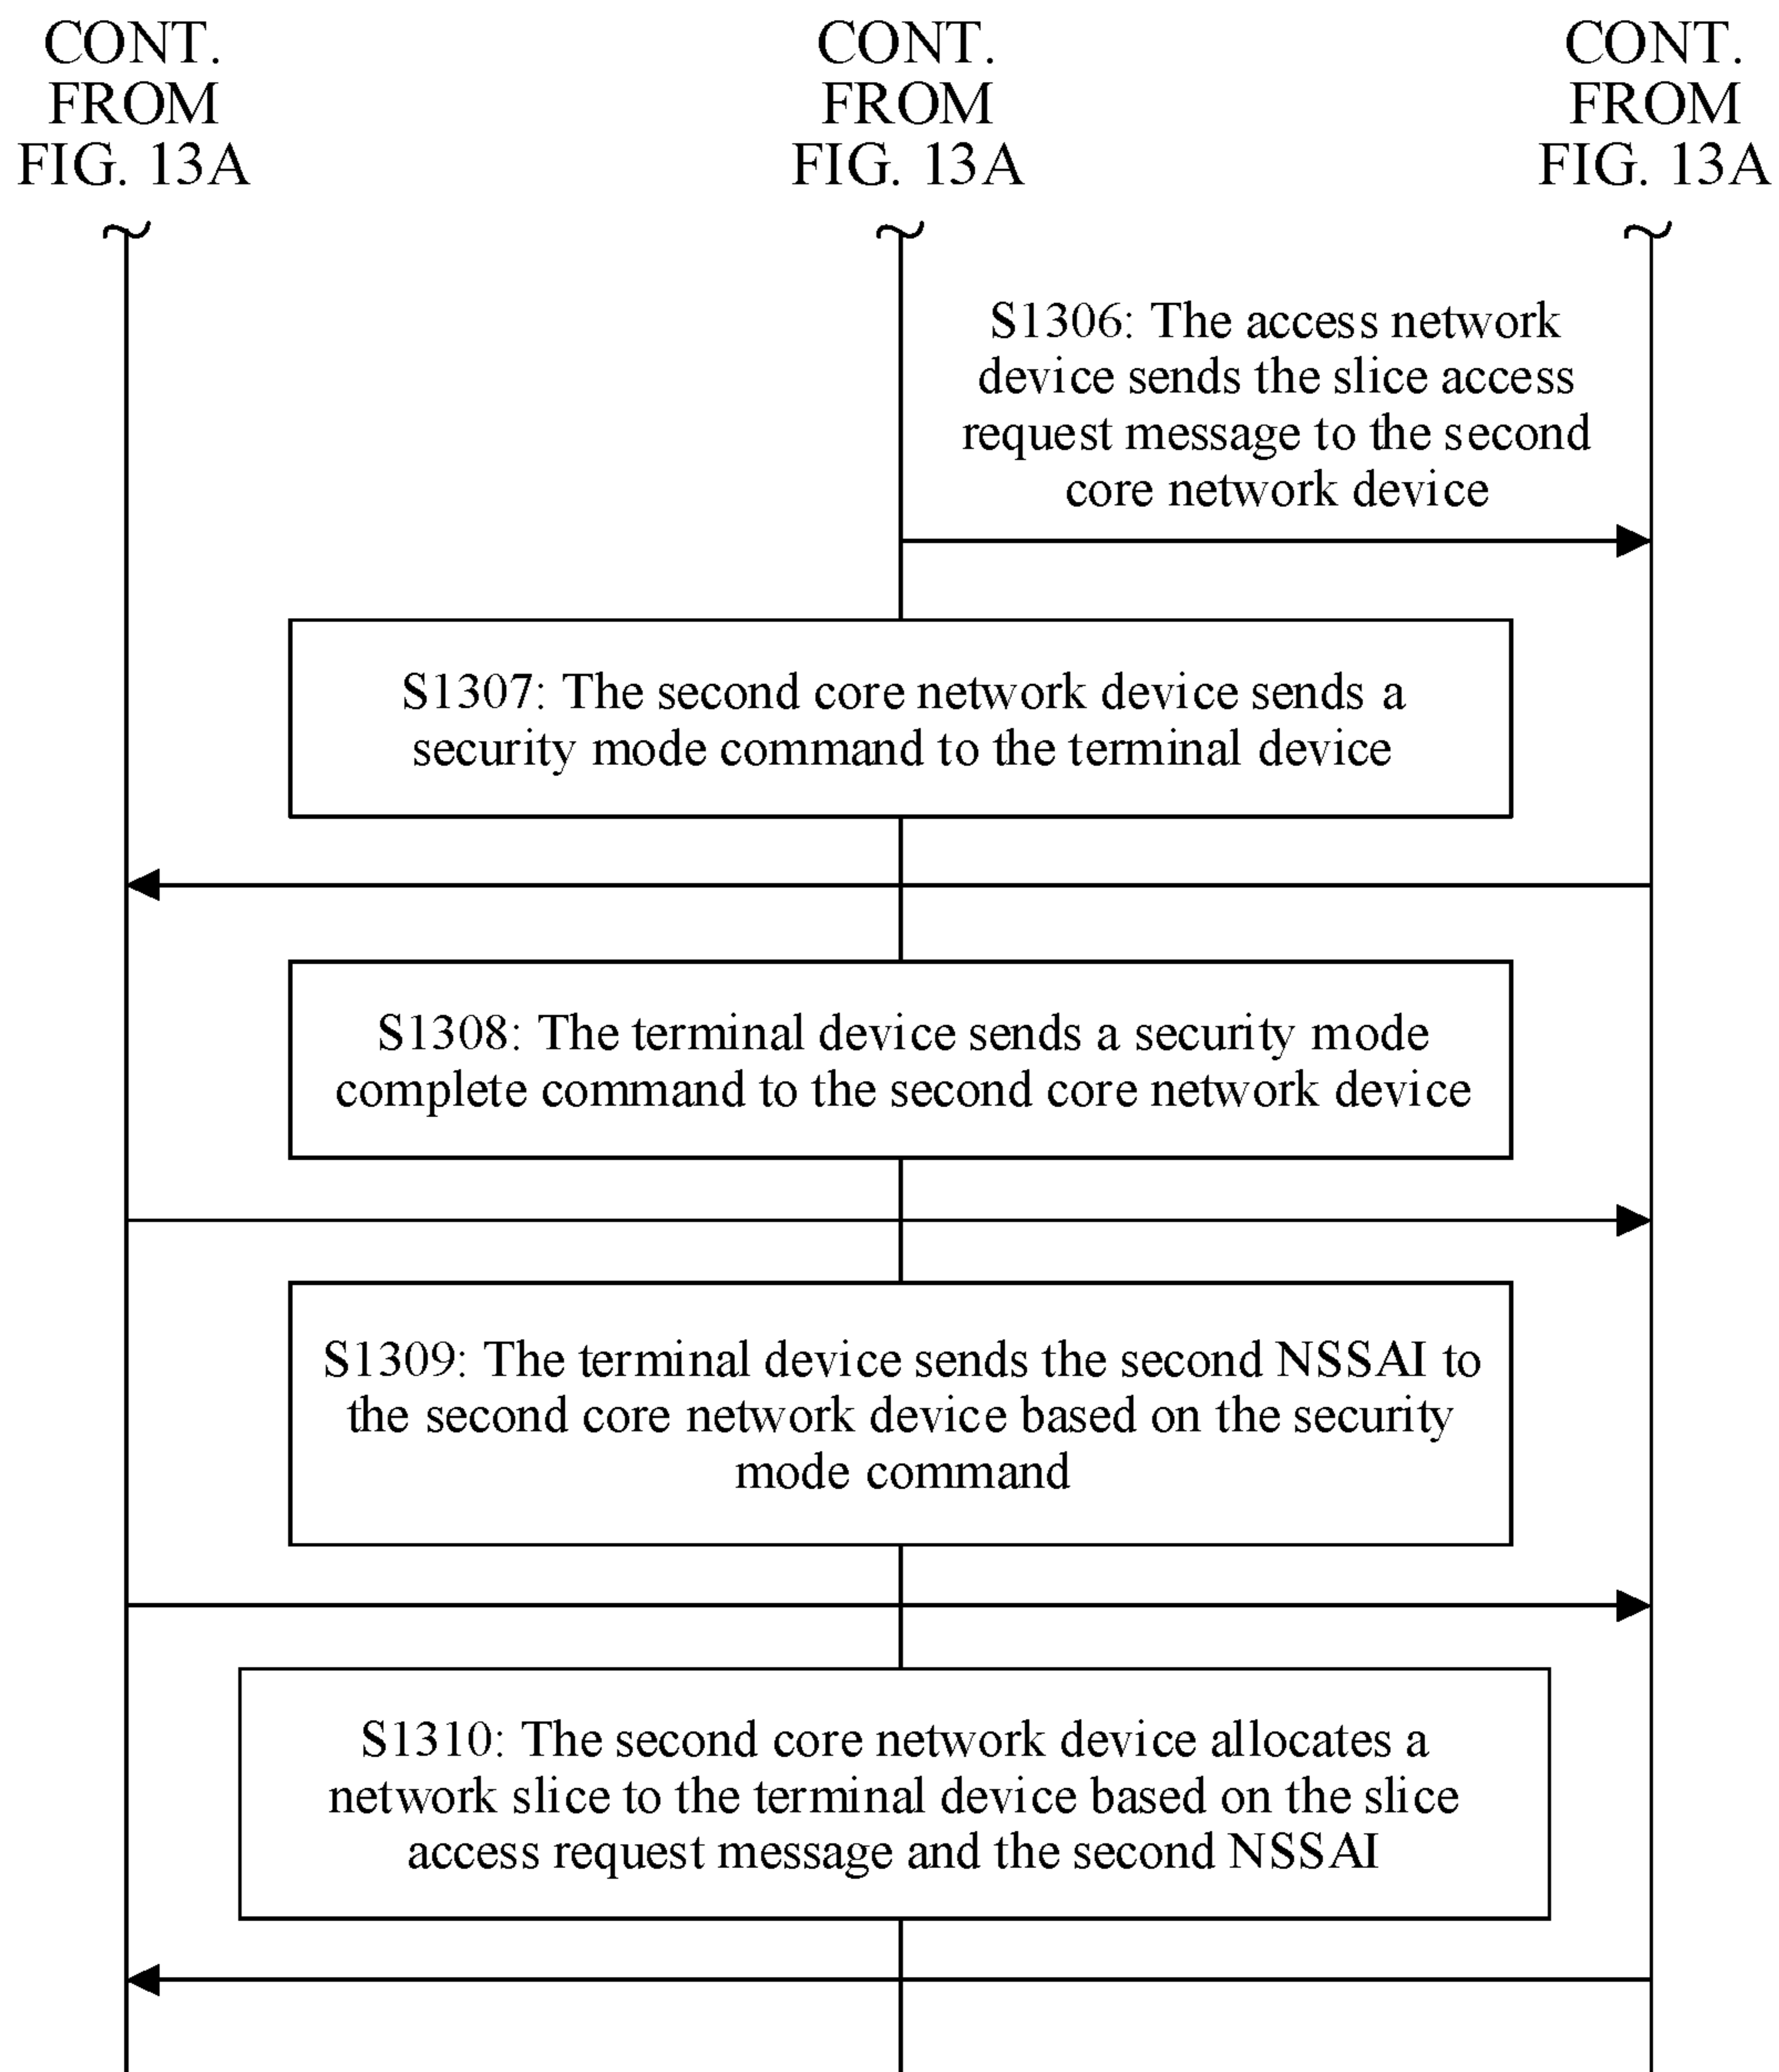 CONT.
FROM
FIG. 13A
CONT.
FROM
FIG. 13A
CONT.
FROM
FIG. 13A
S1306: The access network
device sends the slice access
request message to the second
core network device
S1307: The second core network device sends a
security mode command to the terminal device
S1308: The terminal device sends a security mode
complete command to the second core network device
S1309: The terminal device sends the second NSSAI to
the second core network device based on the security
mode command
S1310: The second core network device allocates a
network slice to the terminal device based on the slice
access request message and the second NSSAI